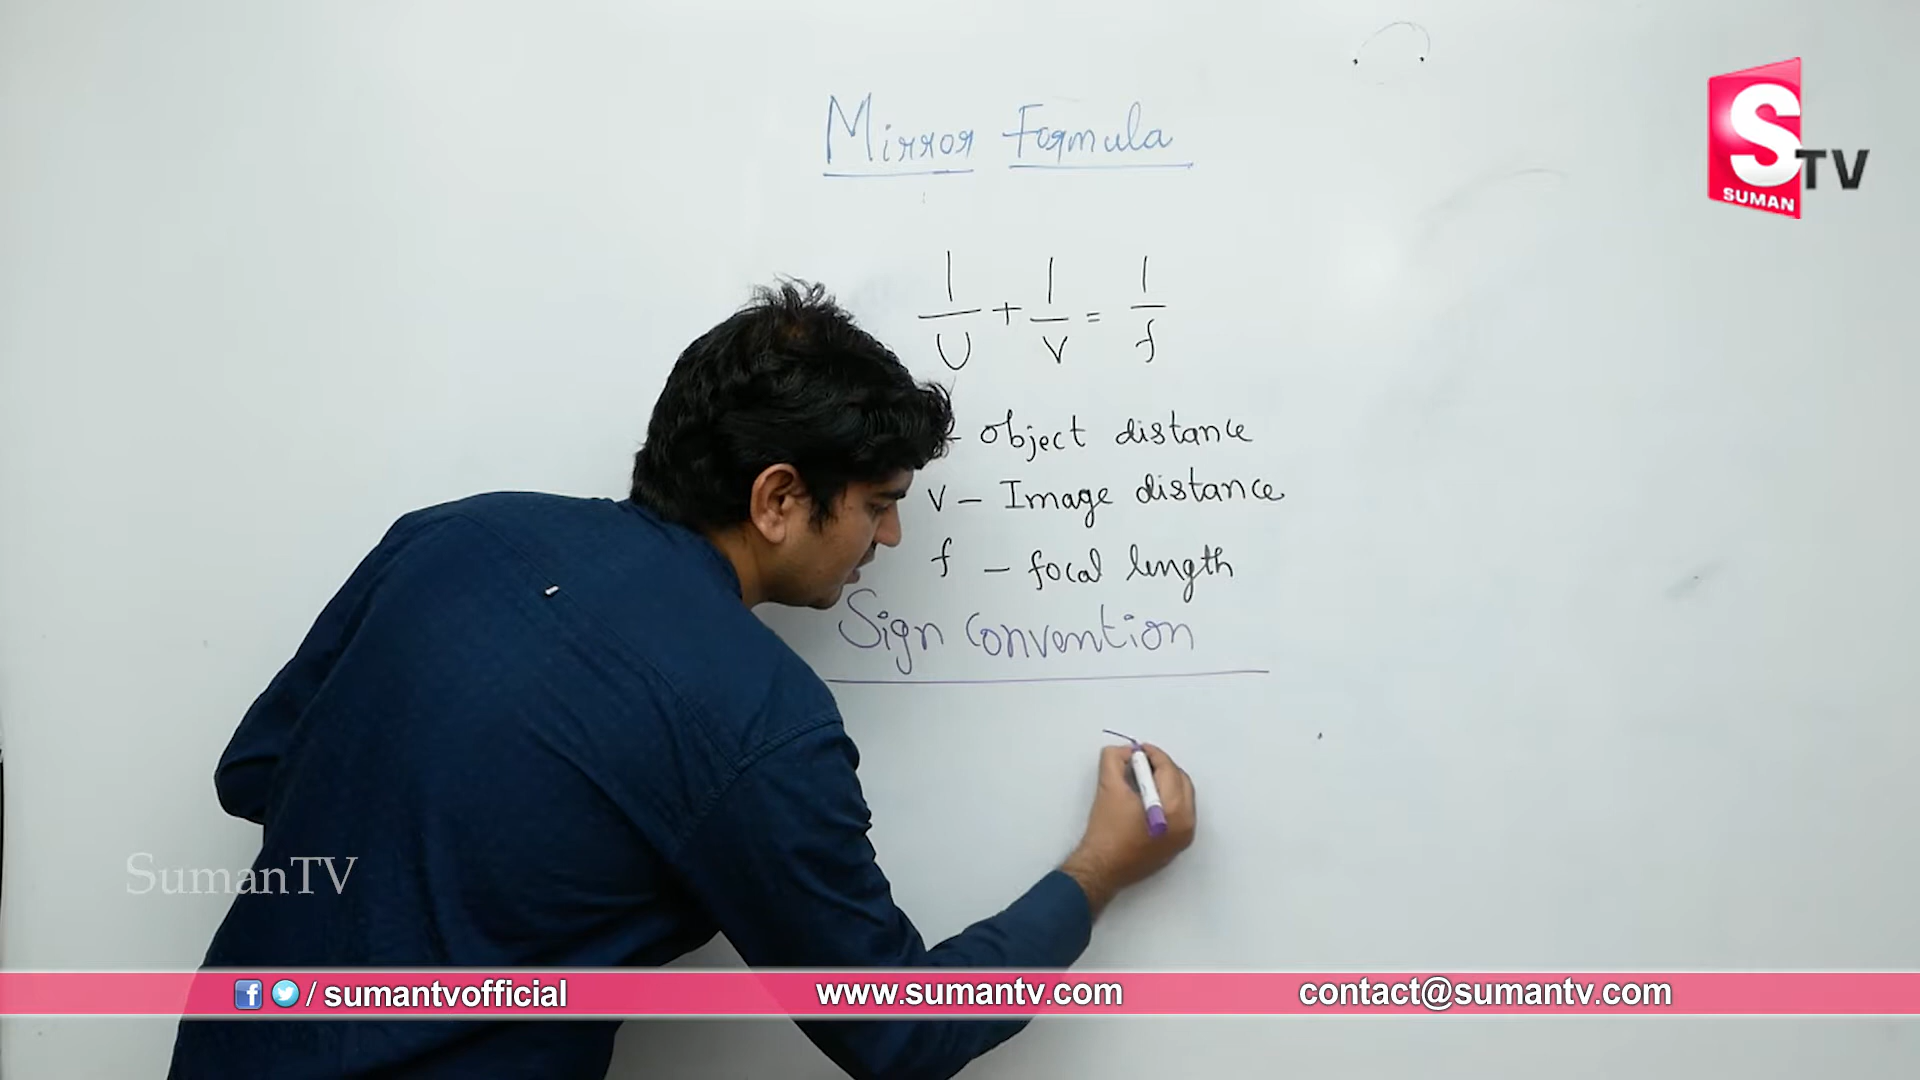 Mirror Formula
S
TV
SUMAN
1/U + 1/V = 1/f
- object distance
V - Image distance
f - focal length
Sign Convention
SumanTV
/ sumantvofficial
www.sumantv.com
contact@sumantv.com